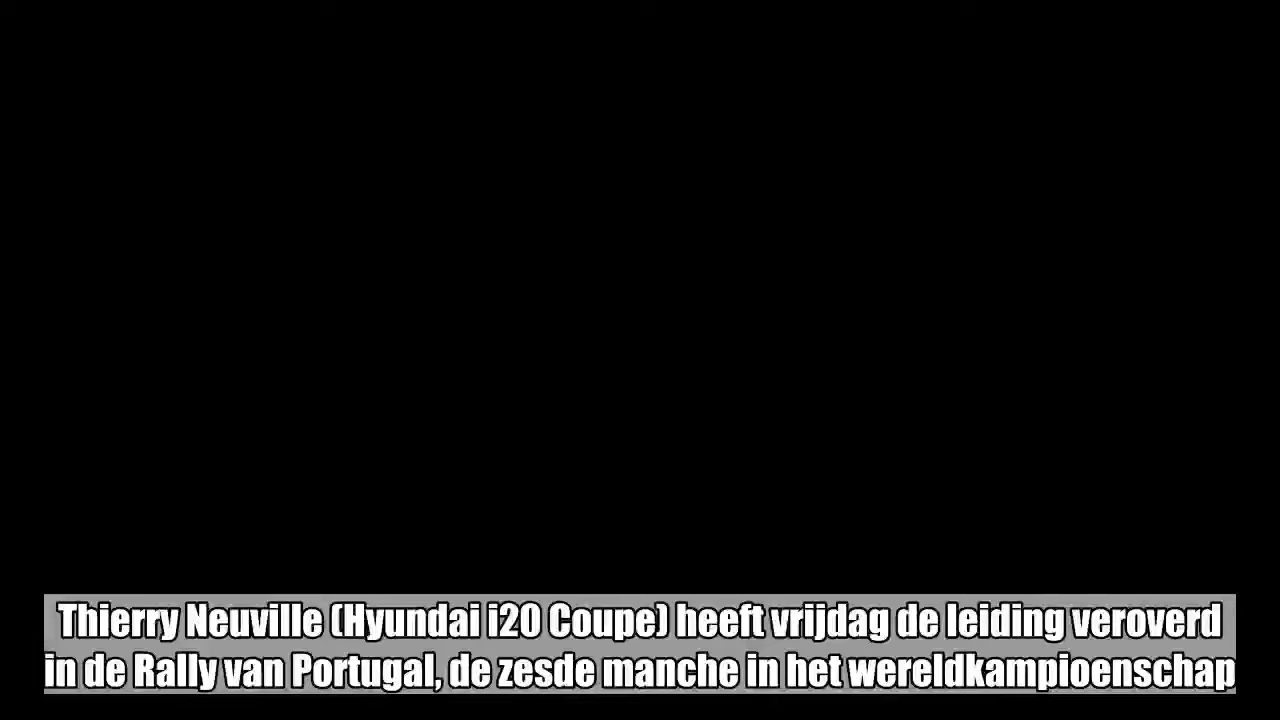 Thierry Neuville (Hyundai i20 Coupe) heeft vrijdag de leiding veroverd
in de Rally van Portugal, de zesde manche in het wereldkampioenschap